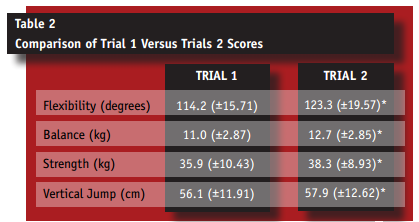 Table 2
Comparison of Trial 1 Versus Trials 2 Scores
TRIAL 1 TRIAL 2
Flexibility (degrees) 114.2 (±15.71) 123.3 (±19.57)*
Balance (kg) 11.0 (±2.87) 12.7 (±2.85)*
Strength (kg) 35.9 (±10.43) 38.3 (±8.93)*
Vertical Jump (cm) 56.1 (±11.91) 57.9 (±12.62)*